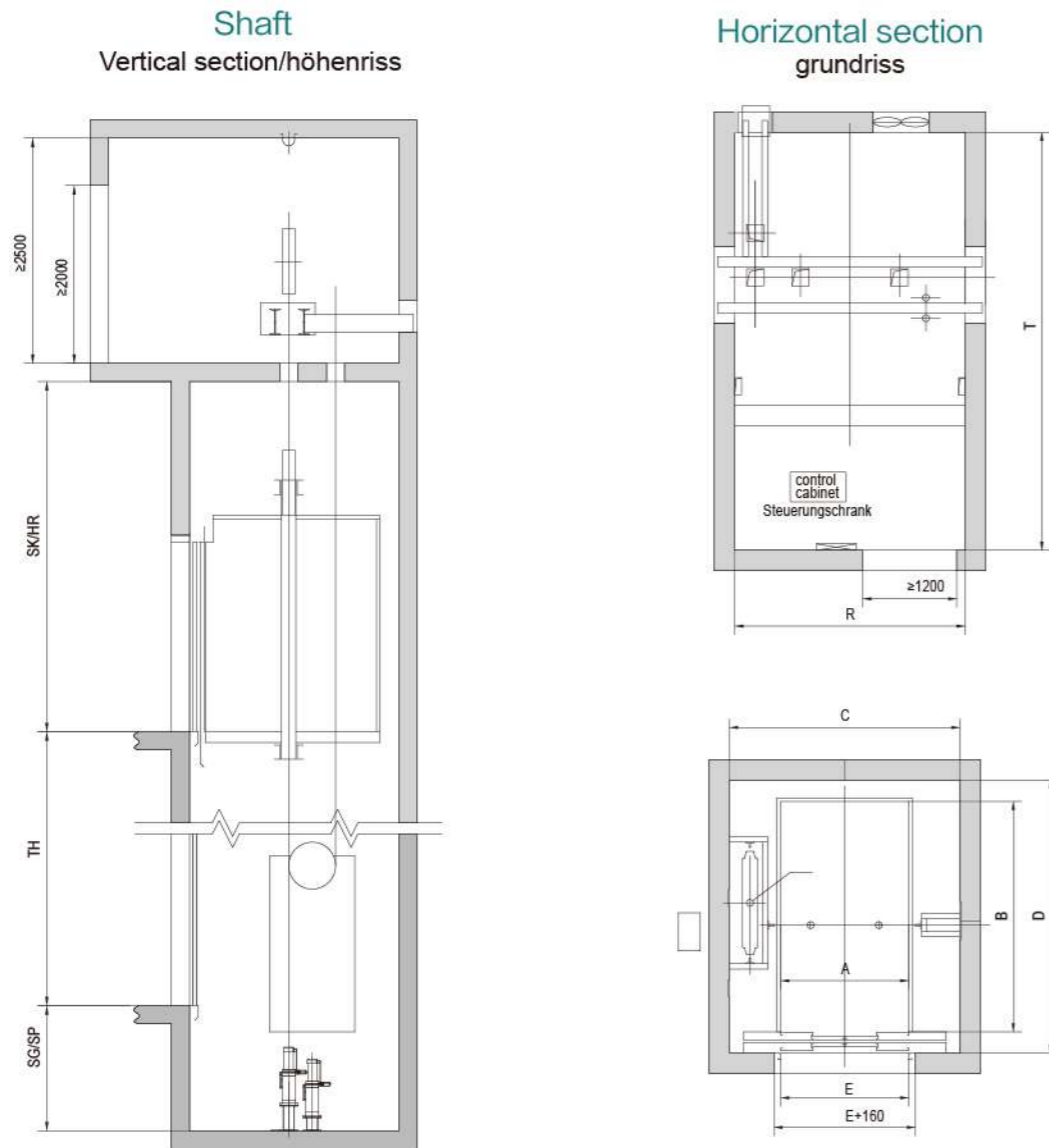 Shaft
Vertical section/höhenriss
≥2500
≥2000
SK/HR
TH
SG/SP
Horizontal section
grundriss
T
control
cabinet
Steuerungschrank
≥1200
R
C
B
D
A
E
E+160